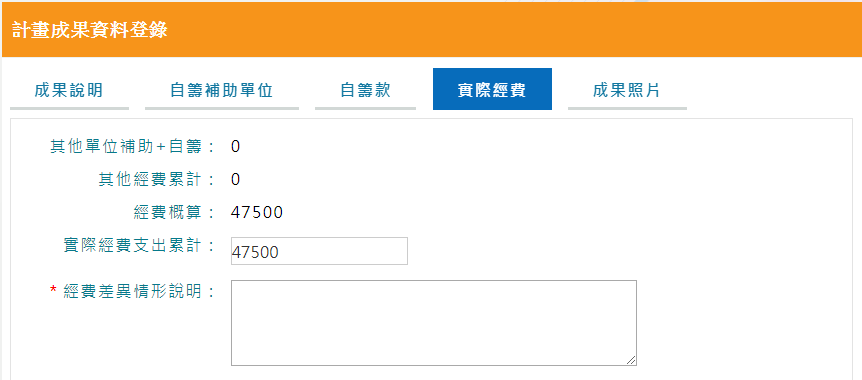 計畫成果資料登錄
成果說明 自籌補助單位 自籌款 實際經費 成果照片
其他單位補助+自籌： 0
其他經費累計： 0
經費概算： 47500
實際經費支出累計： 47500
* 經費差異情形說明：